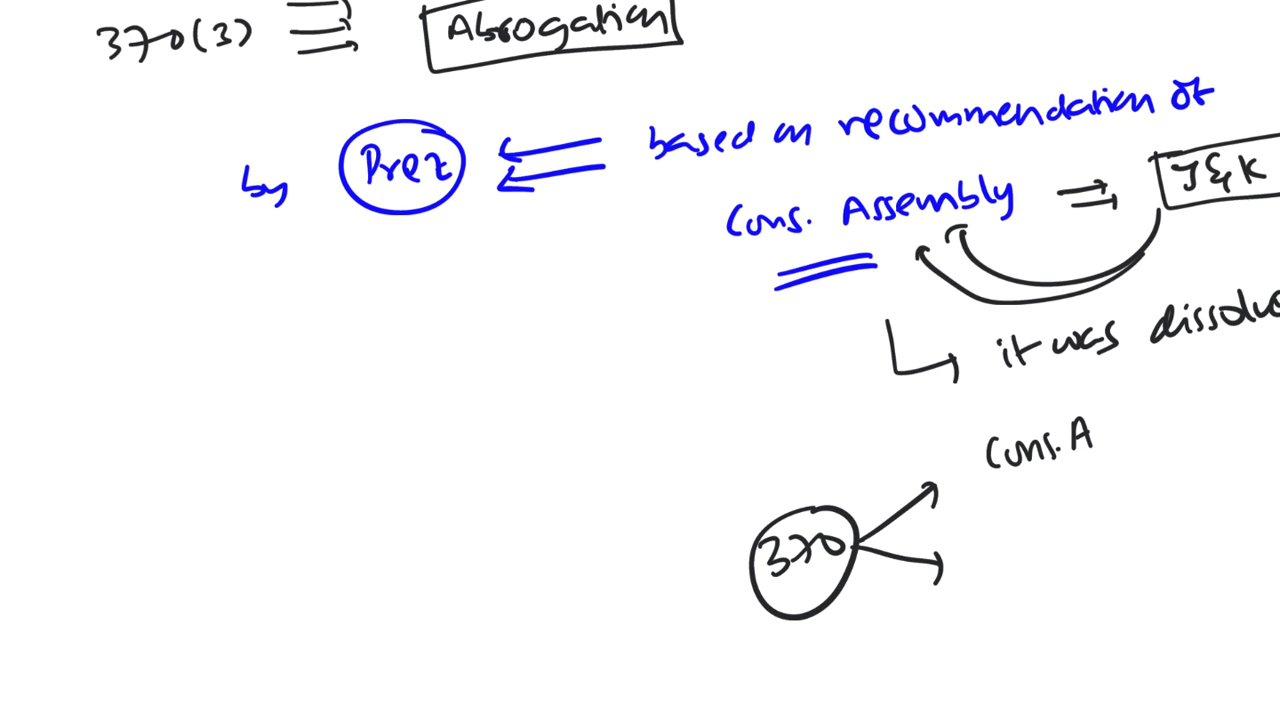 370(3) Abrogation
by Prez based on recommendation of
Cons. Assembly J&K
it was
Cons. A
370